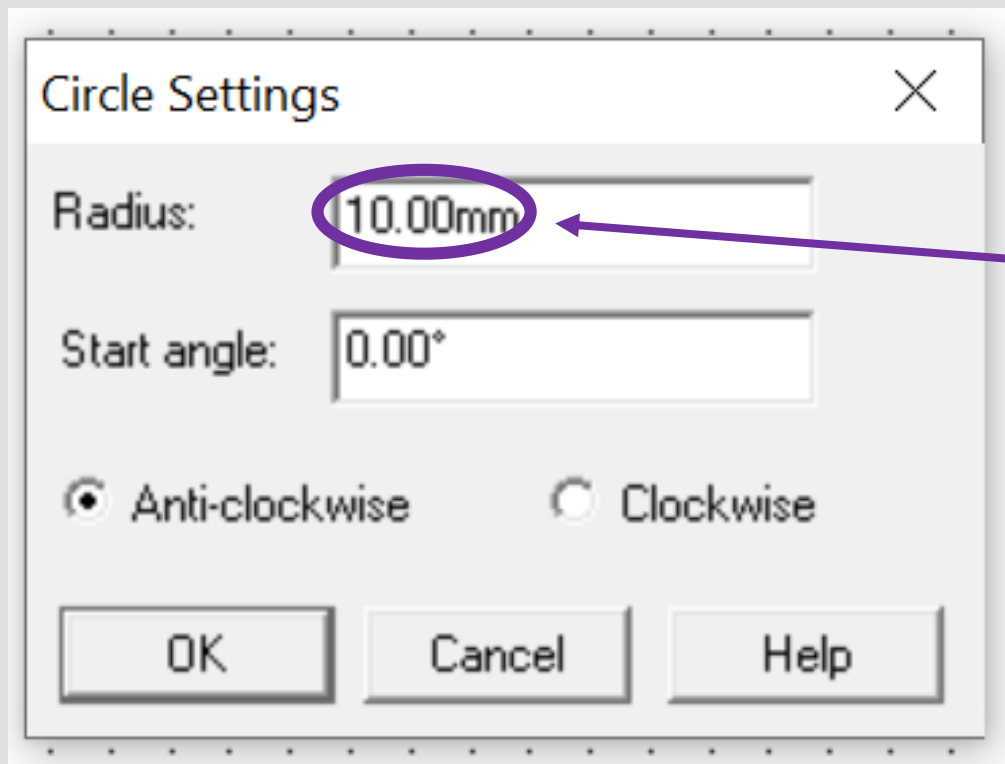 Circle Settings
Radius: 10.00mm
Start angle: 0.00°
Anti-clockwise Clockwise
OK Cancel Help